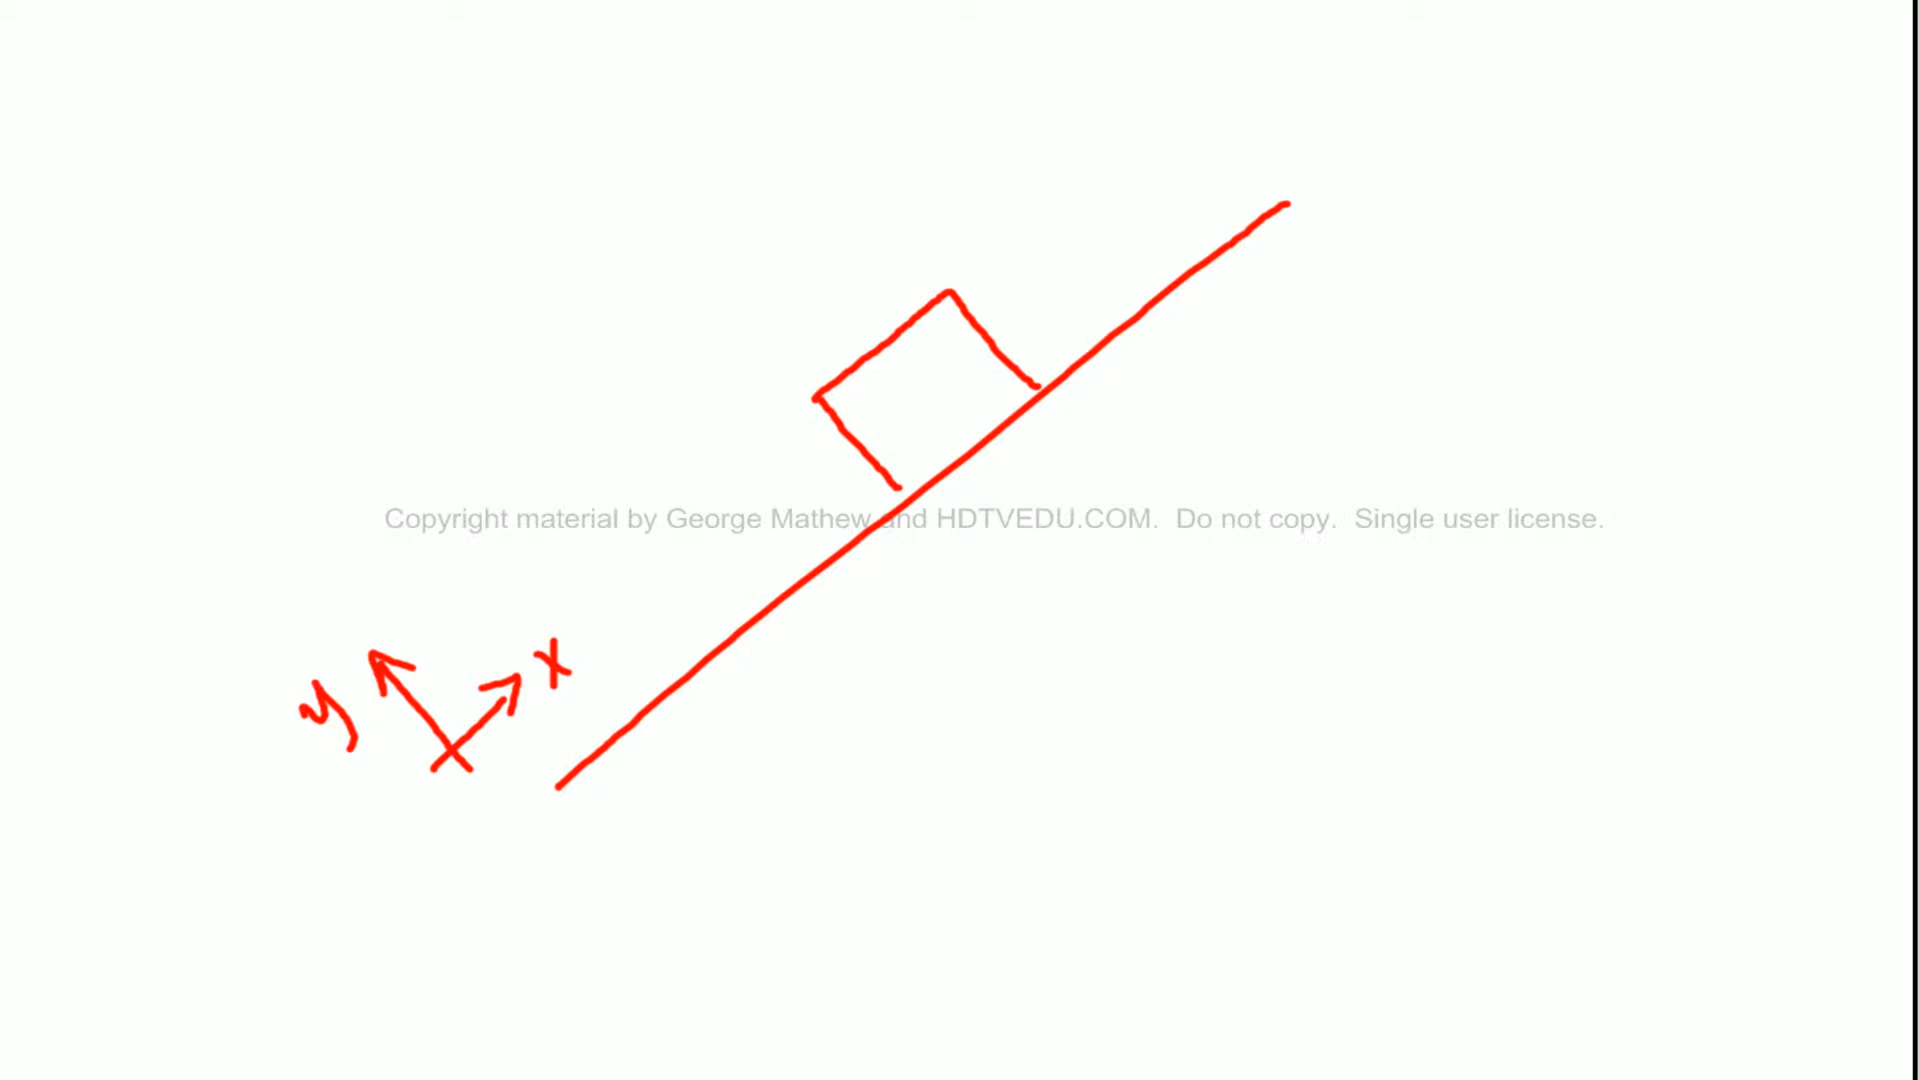 Copyright material by George Mathew and HDTVEDU.COM. Do not copy. Single user license.
x
y